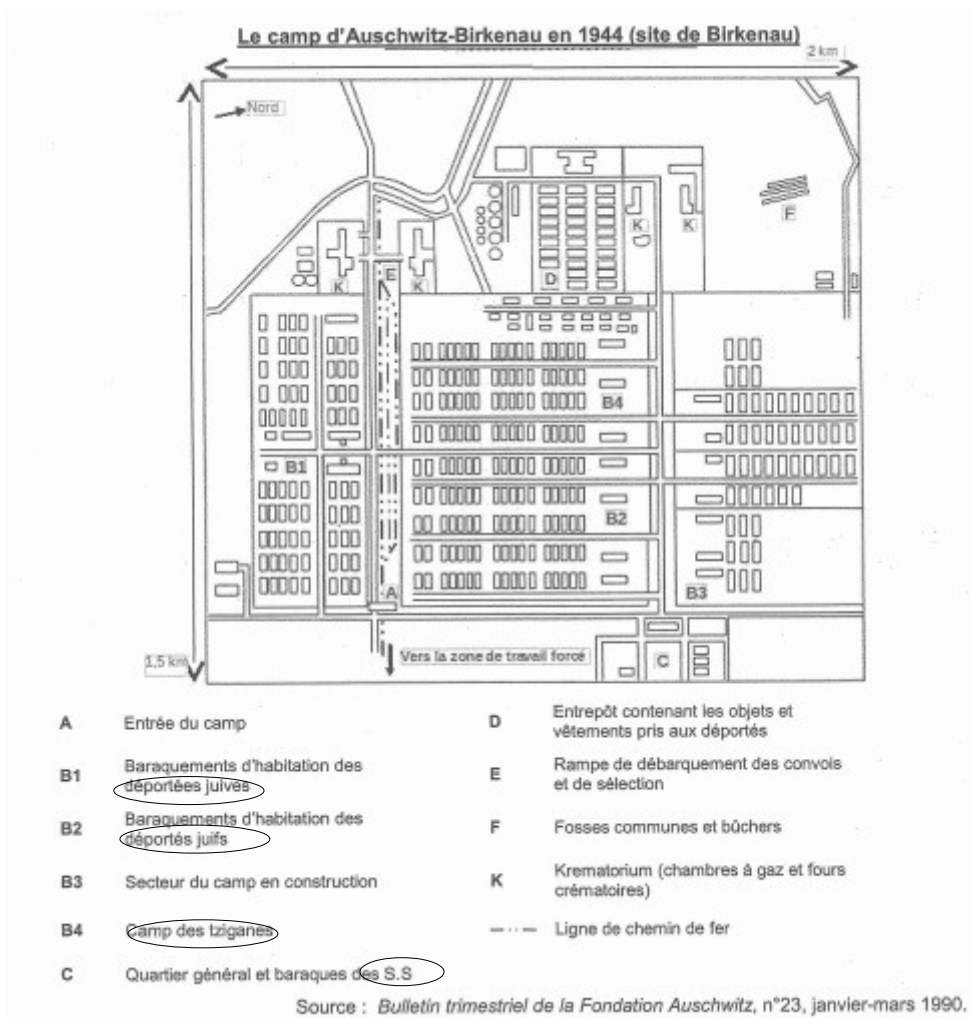 Le camp d'Auschwitz-Birkenau en 1944 (site de Birkenau)
2 km
Nord
K
K
F
D
E
K
K
B4
B1
B2
A
B3
1,5 km
Vers la zone de travail forcé
C
A Entrée du camp
B1 Baraquements d'habitation des
déportées juives
B2 Baraquements d'habitation des
déportés juifs
B3 Secteur du camp en construction
B4 Camp des tziganes
C Quartier général et baraques des S.S
D Entrepôt contenant les objets et
vêtements pris aux déportés
E Rampe de débarquement des convois
et de sélection
F Fosses communes et bûchers
K Krematorium (chambres à gaz et fours
crématoires)
Ligne de chemin de fer
Source : Bulletin trimestriel de la Fondation Auschwitz, n°23, janvier-mars 1990.